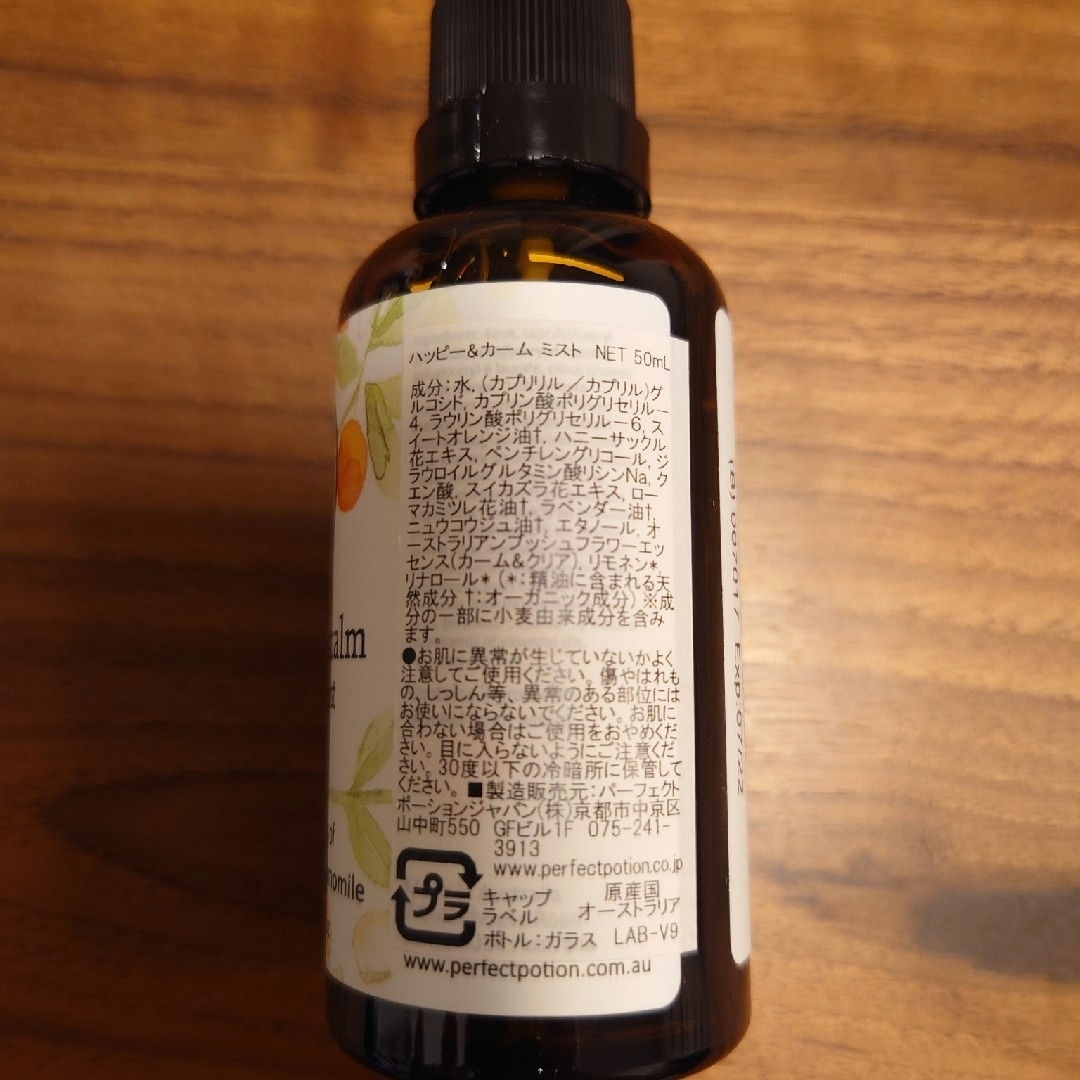 ハッピー&カーム ミスト NET 50mL
成分:水,(カプリリル/カプリル)グ
ルコシド, カプリン酸ポリグリセリル-
4, ラウリン酸ポリグリセリル-6, ス
イートオレンジ油†, ハニーサックル
花エキス, ペンチレングリコール, ジ
ラウロイルグルタミン酸リシンNa, ク
エン酸, スイカズラ花エキス, ロー
マカミツレ花油†, ラベンダー油†,
ニュウコウジュ油†, エタノール, オ
ーストラリアンブッシュフラワーエッ
センス(カーム&クリア), リモネン*,
リナロール* (*:精油に含まれる天
然成分 †:オーガニック成分) ※成
分の一部に小麦由来成分を含み
ます。
●お肌に異常が生じていないかよく
注意してご使用ください。傷やはれも
の、しっしん等、異常のある部位には
お使いにならないでください。お肌に
合わない場合はご使用をおやめくだ
さい。目に入らないようにご注意くだ
さい。30度以下の冷暗所に保管して
ください。■製造販売元:パーフェクト
ポーションジャパン(株)京都市中京区
山中町550 GFビル1F 075-241-
3913
www.perfectpotion.co.jp
プラ
キャップ
ラベル
原産国
オーストラリア
ボトル:ガラス LAB-V9
www.perfectpotion.com.au
calm
of
Exp:07/22